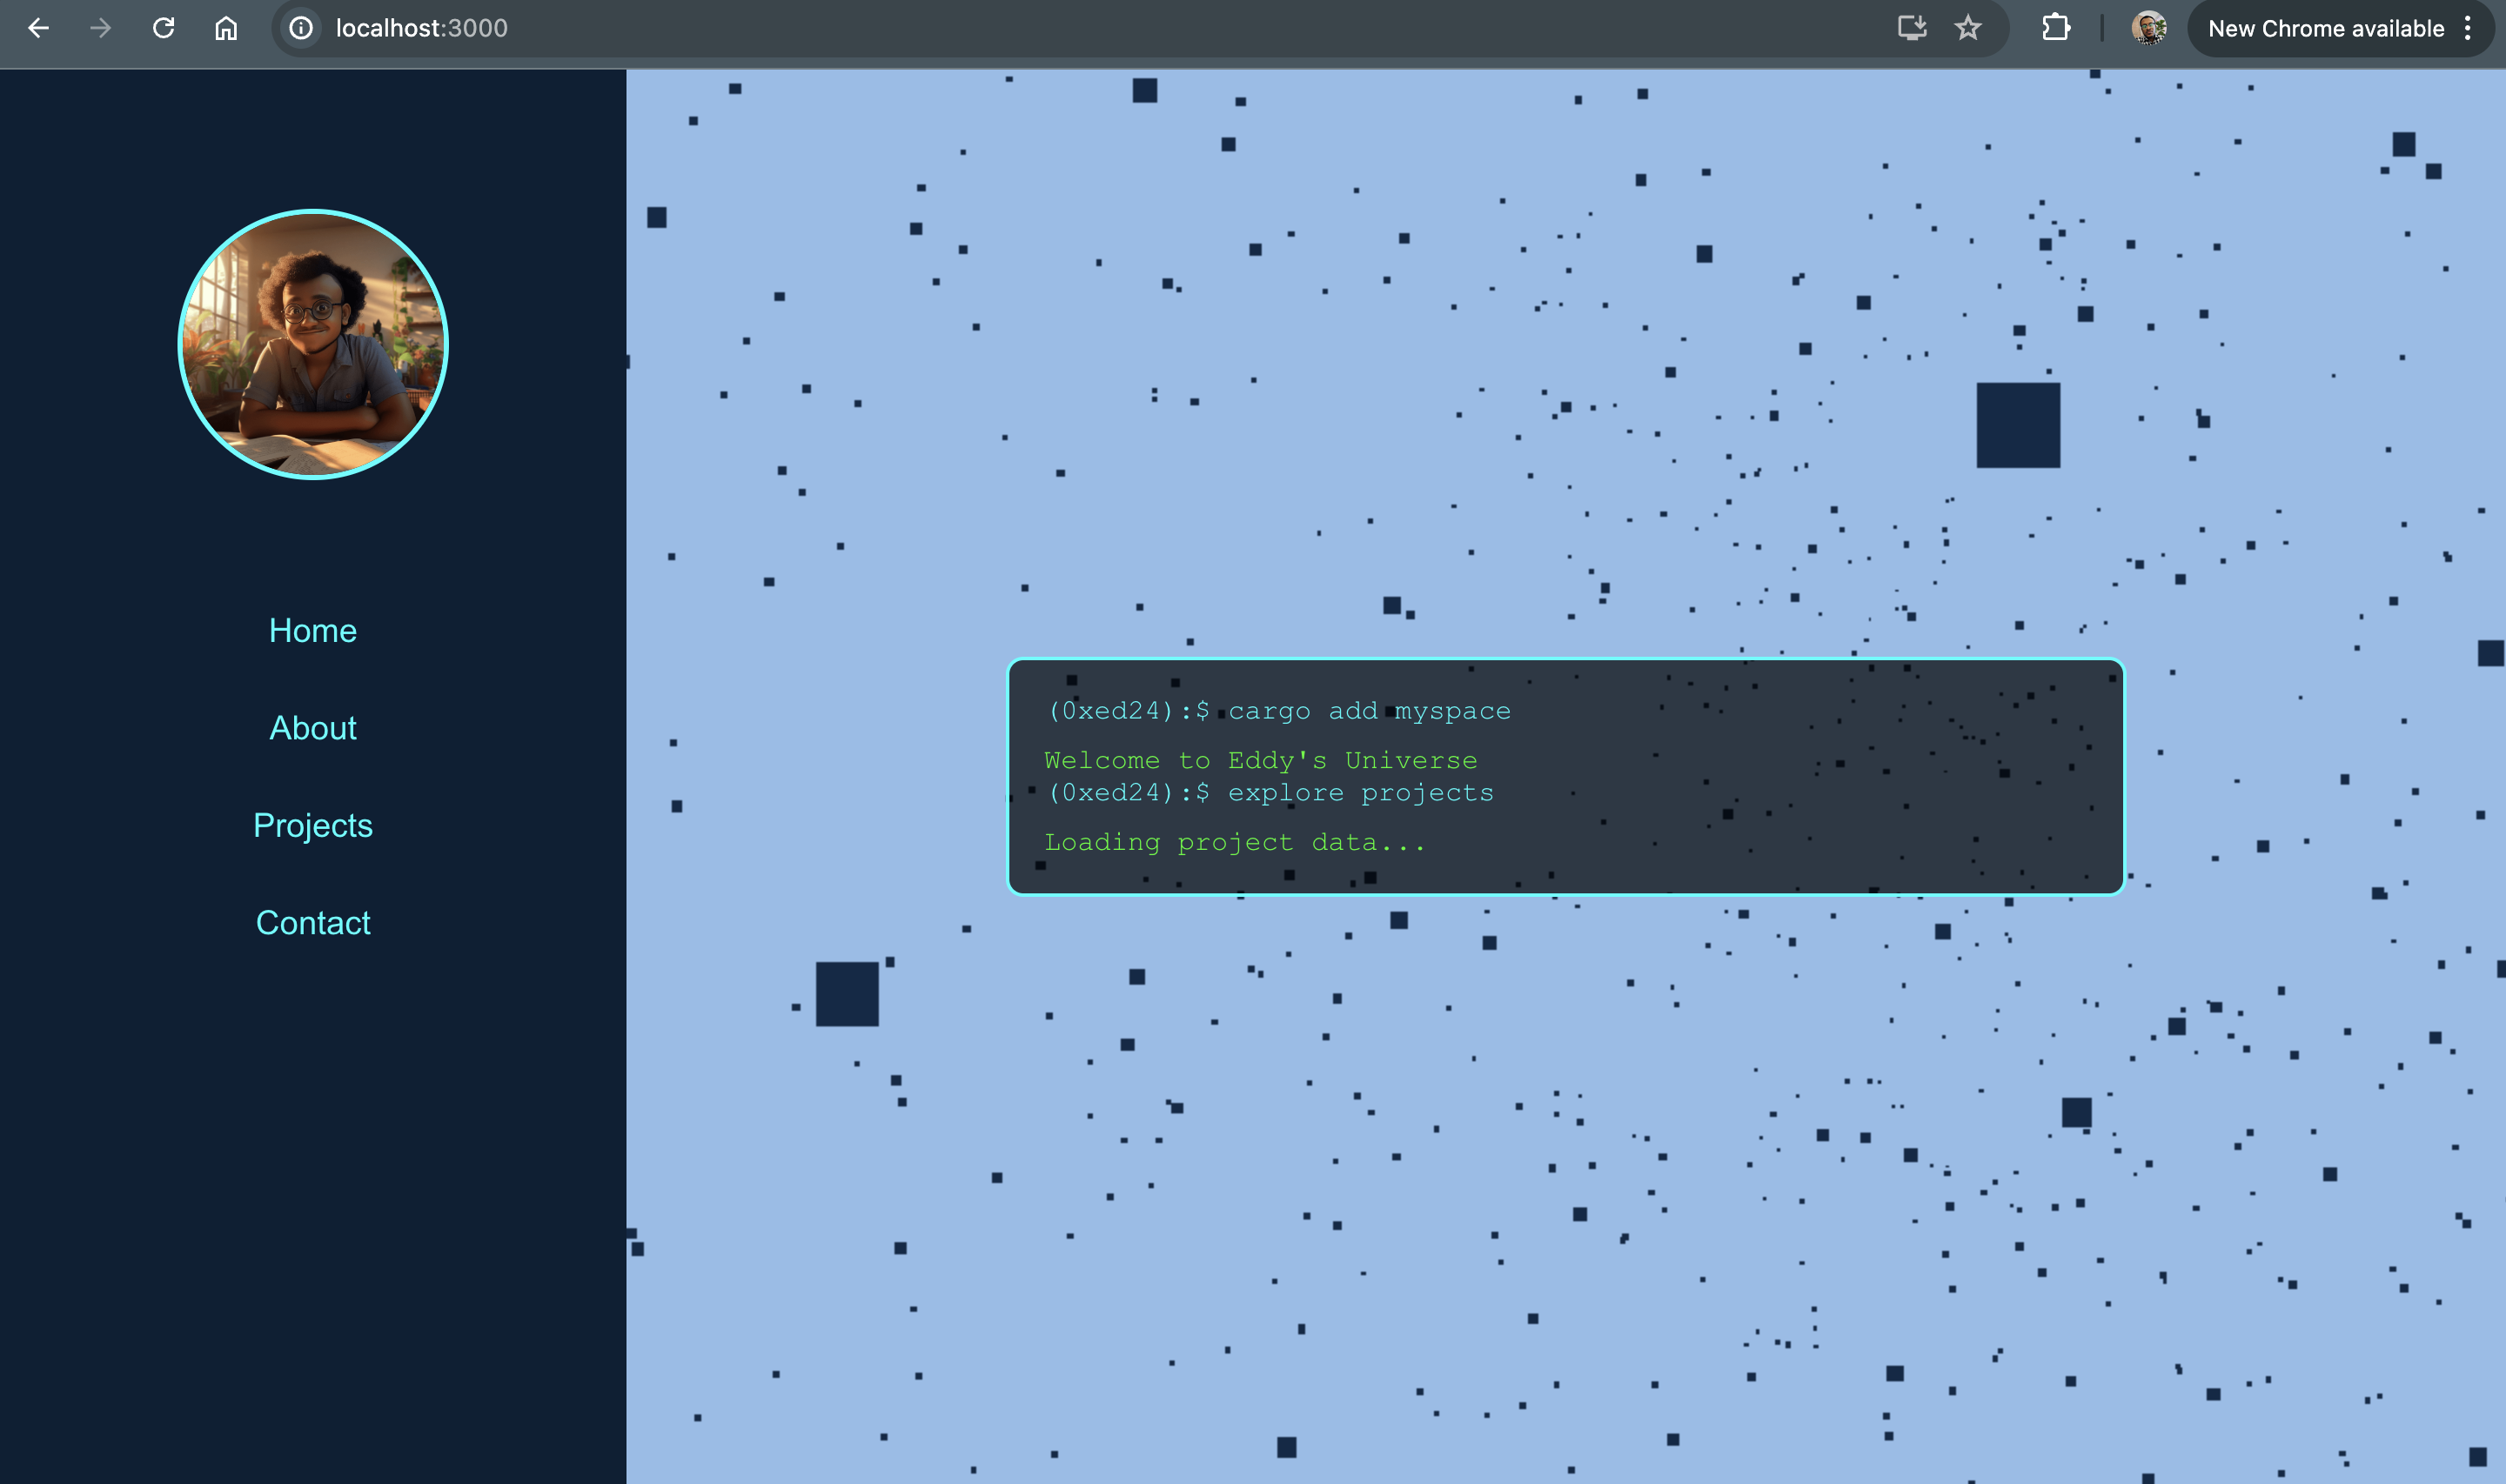 localhost:3000
New Chrome available
Home
About
Projects
Contact
(0xed24):$ cargo add myspace
Welcome to Eddy's Universe
(0xed24):$ explore projects
Loading project data...